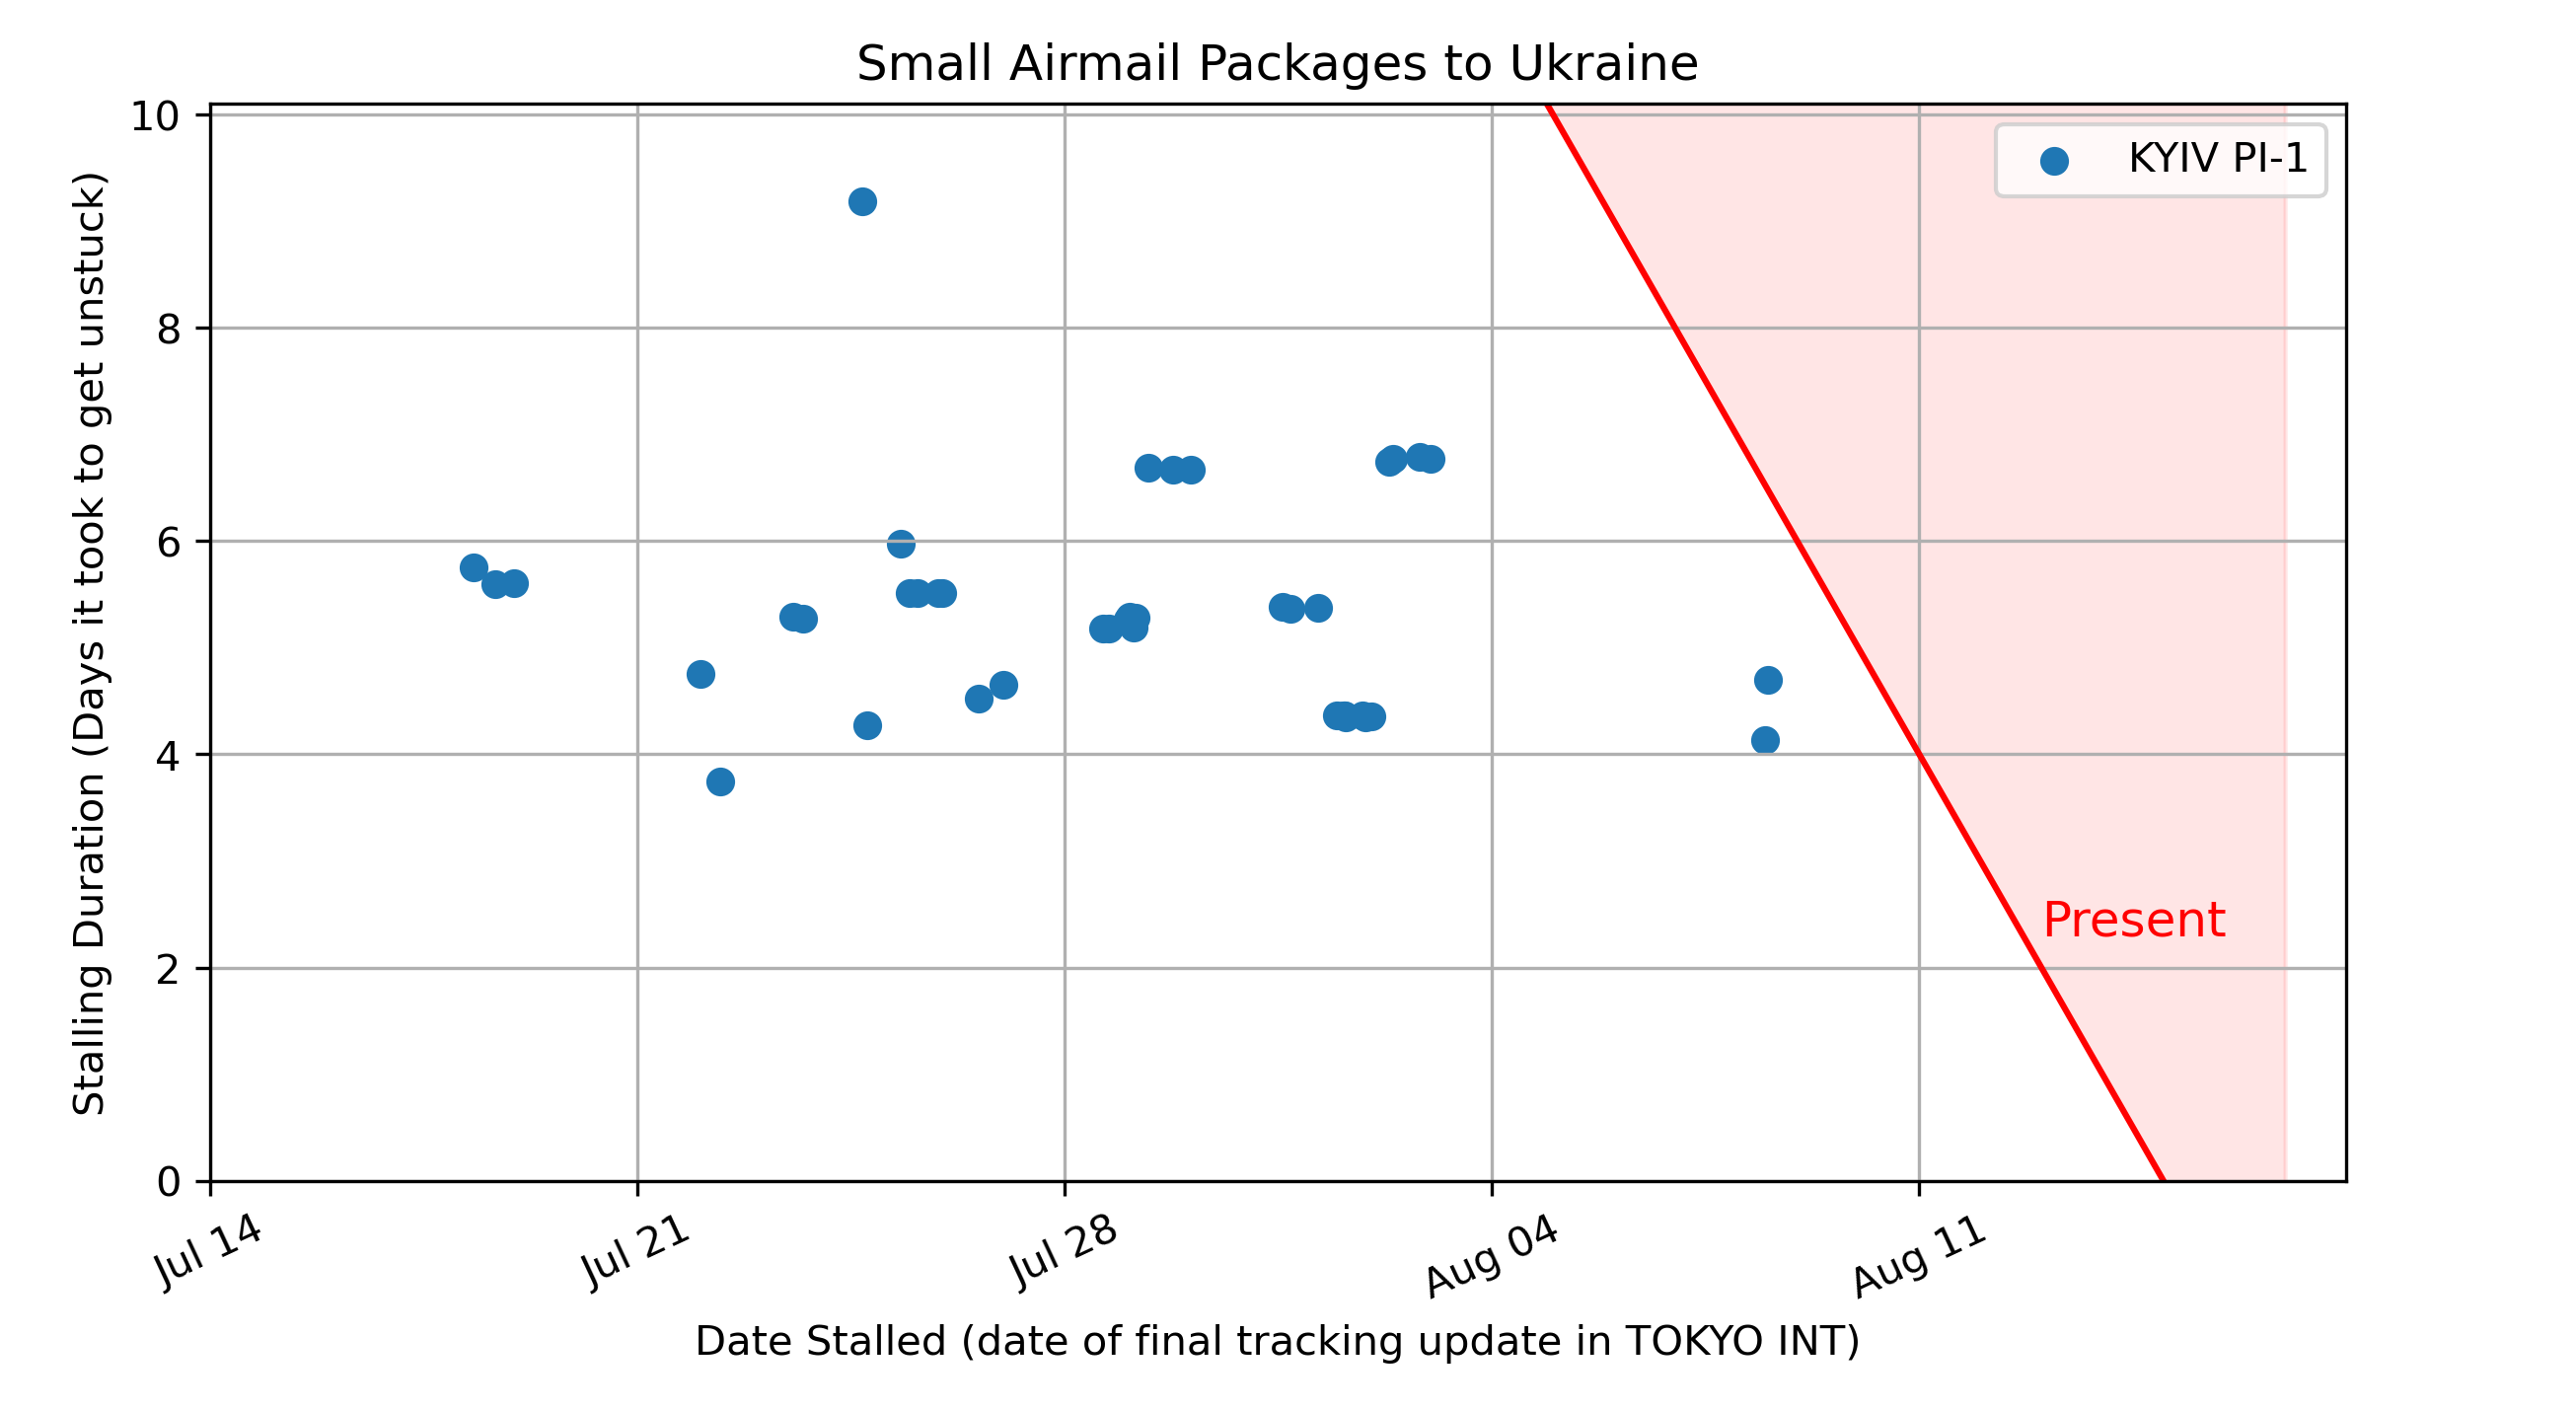 Small Airmail Packages to Ukraine
Stalling Duration (Days it took to get unstuck)
10
8
6
4
2
0
KYIV PI-1
Present
Jul 14
Jul 21
Jul 28
Aug 04
Aug 11
Date Stalled (date of final tracking update in TOKYO INT)